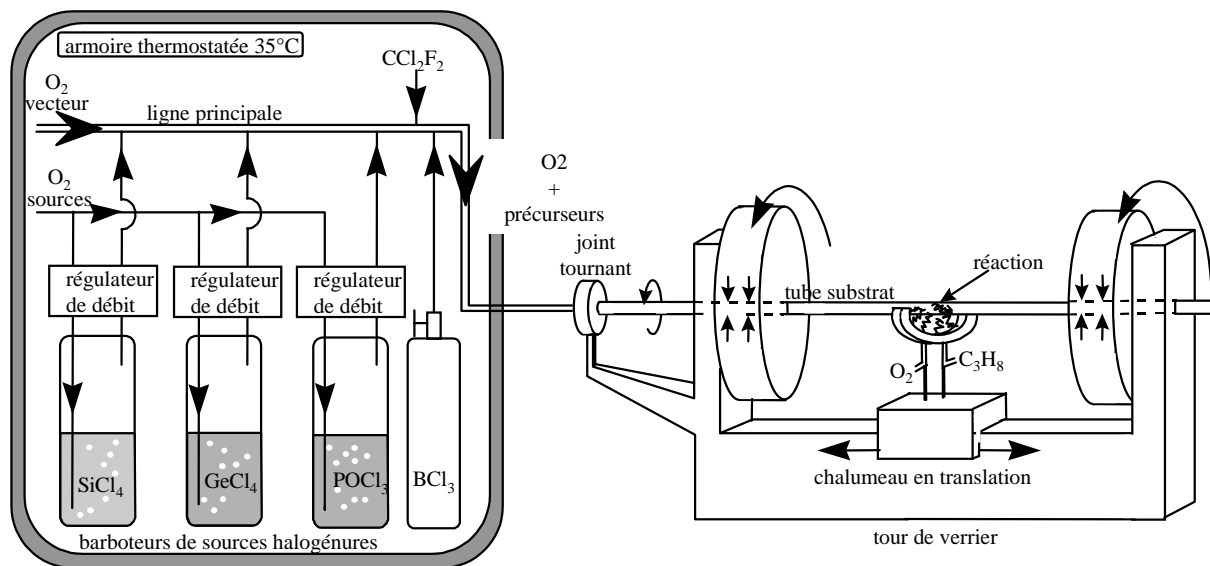 armoire thermostatée 35°C
CCl2F2
O2
vecteur
ligne principale
O2
sources
O2
+
précurseurs
joint
tournant
régulateur
de débit
régulateur
de débit
régulateur
de débit
tube substrat
réaction
O2
C3H8
SiCl4
GeCl4
POCl3
BCl3
chalumeau en translation
barboteurs de sources halogénures
tour de verrier